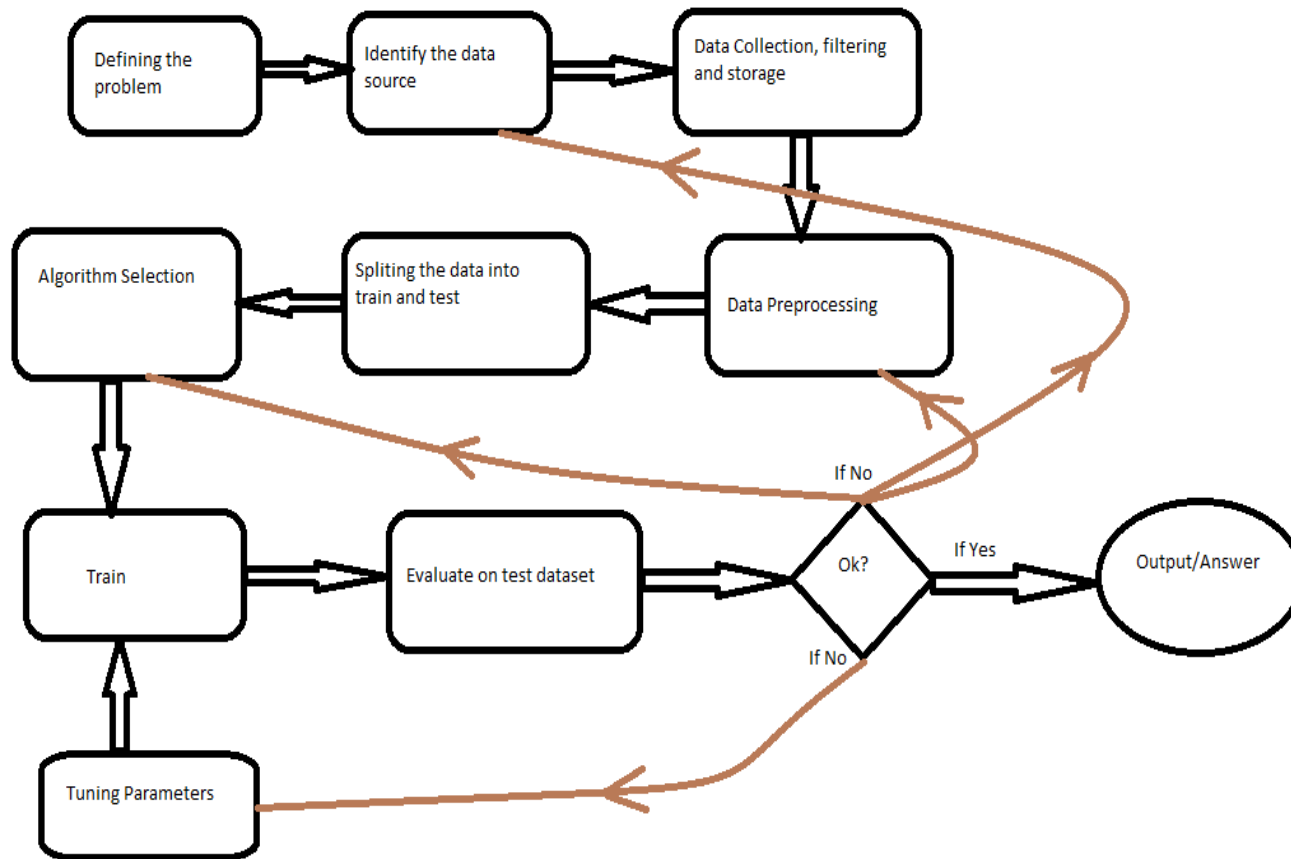 Defining the
problem
Identify the data
source
Data Collection, filtering
and storage
Algorithm Selection
Spliting the data into
train and test
Data Preprocessing
If No
Train
Evaluate on test dataset
Ok?
If Yes
Output/Answer
If No
Tuning Parameters